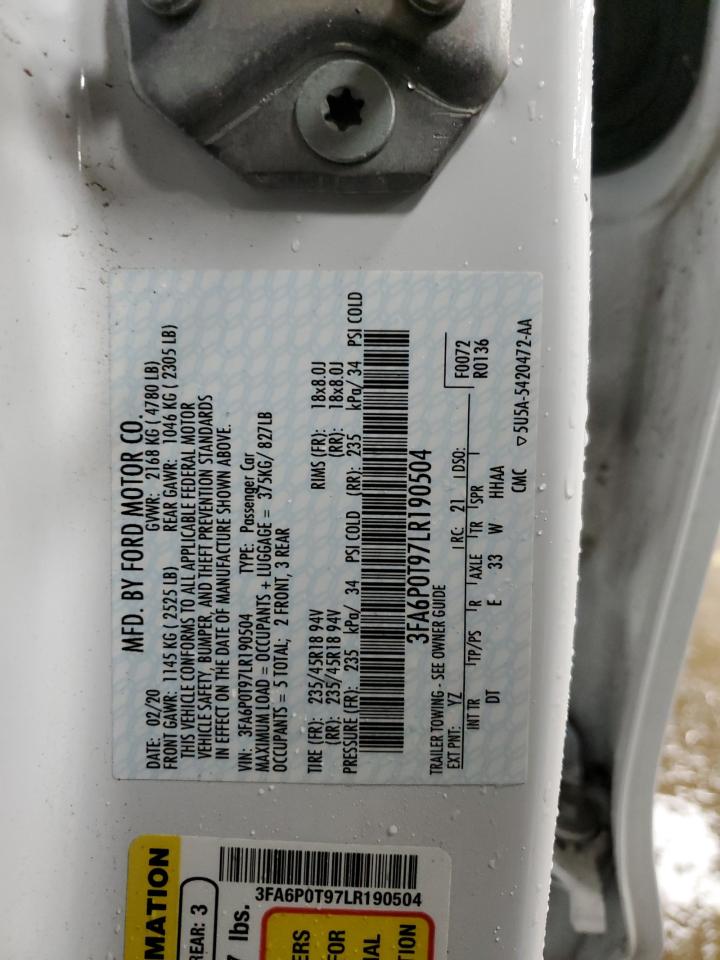 MFD. BY FORD MOTOR CO.
DATE: 02/20 GVWR: 2168 KG (4780 LB)
FRONT GAWR: 1145 KG (2525 LB) REAR GAWR: 1046 KG (2305 LB)
THIS VEHICLE CONFORMS TO ALL APPLICABLE FEDERAL MOTOR
VEHICLE SAFETY, BUMPER, AND THEFT PREVENTION STANDARDS
IN EFFECT ON THE DATE OF MANUFACTURE SHOWN ABOVE.
VIN: 3FA6P0T97LR190504 TYPE: Passenger Car
MAXIMUM LOAD = OCCUPANTS + LUGGAGE = 375KG/ 827LB
OCCUPANTS = 5 TOTAL; 2 FRONT, 3 REAR
TIRE (FR): 235/45R18 94V RIMS (FR): 18x8.0J
(RR): 235/45R18 94V (RR): 18x8.0J
PRESSURE (FR): 235 kPa/ 34 PSI COLD (RR): 235 kPa/ 34 PSI COLD
3FA6P0T97LR190504
TRAILER TOWING - SEE OWNER GUIDE
EXT PNT: YZ RC: 21 DSO: F0072
R0136
INT TR TP/PS R AXLE TR SPR
DT E 33 W HHAA
CMC ▽5U5A-5420472-AA
MATION
REAR: 3
7 lbs.
3FA6P0T97LR190504
ERS
FOR
IAL
TION